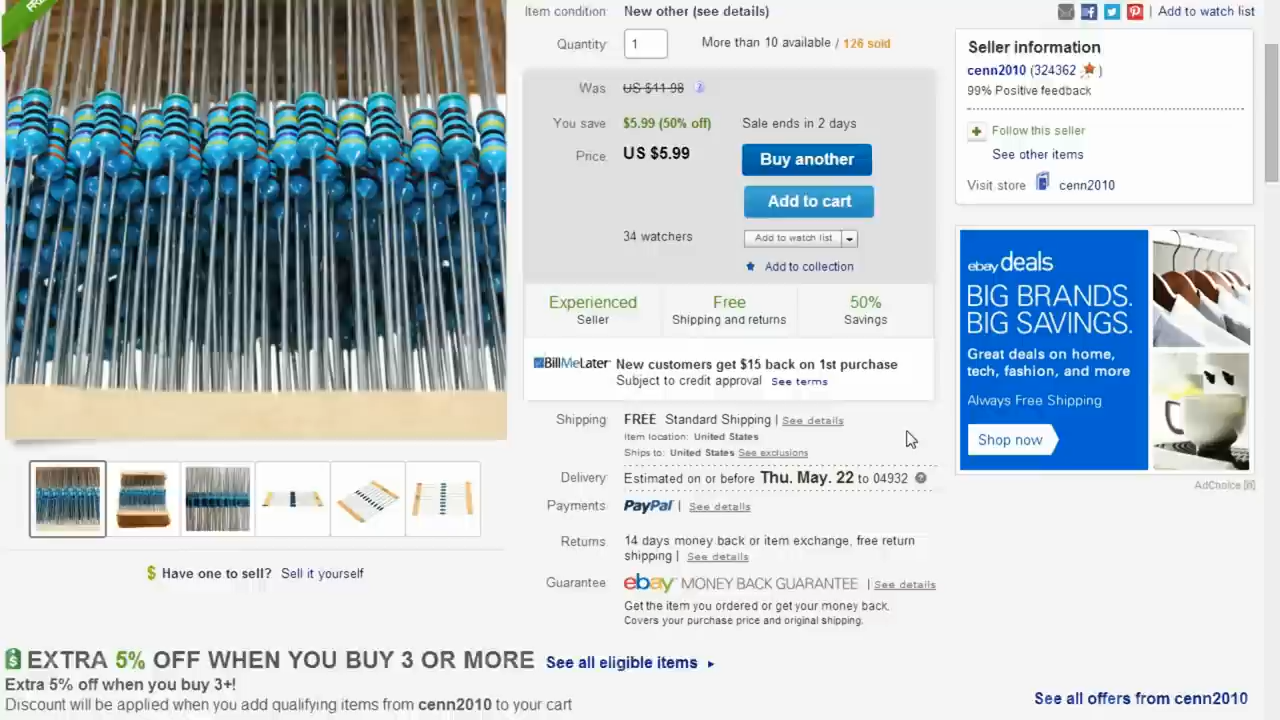 Item condition: New other (see details)
Quantity: 1 More than 10 available / 126 sold
Was: US $11.98
You save: $5.99 (50% off) Sale ends in 2 days
Price: US $5.99
Buy another
Add to cart
34 watchers
Add to watch list
Add to collection
Experienced
Seller
Free
Shipping and returns
50%
Savings
BillMeLater New customers get $15 back on 1st purchase
Subject to credit approval See terms
Shipping: FREE Standard Shipping | See details
Item location: United States
Ships to: United States See exclusions
Delivery: Estimated on or before Thu. May. 22 to 04932
Payments: PayPal | See details
Returns: 14 days money back or item exchange, free return
shipping | See details
Guarantee: ebay MONEY BACK GUARANTEE | See details
Get the item you ordered or get your money back.
Covers your purchase price and original shipping.
| Add to watch list
Seller information
cenn2010 (324362 )
99% Positive feedback
Follow this seller
See other items
Visit store: cenn2010
ebay deals
BIG BRANDS.
BIG SAVINGS.
Great deals on home,
tech, fashion, and more
Always Free Shipping
Shop now
AdChoice
$ Have one to sell? Sell it yourself
EXTRA 5% OFF WHEN YOU BUY 3 OR MORE See all eligible items
Extra 5% off when you buy 3+!
Discount will be applied when you add qualifying items from cenn2010 to your cart
See all offers from cenn2010